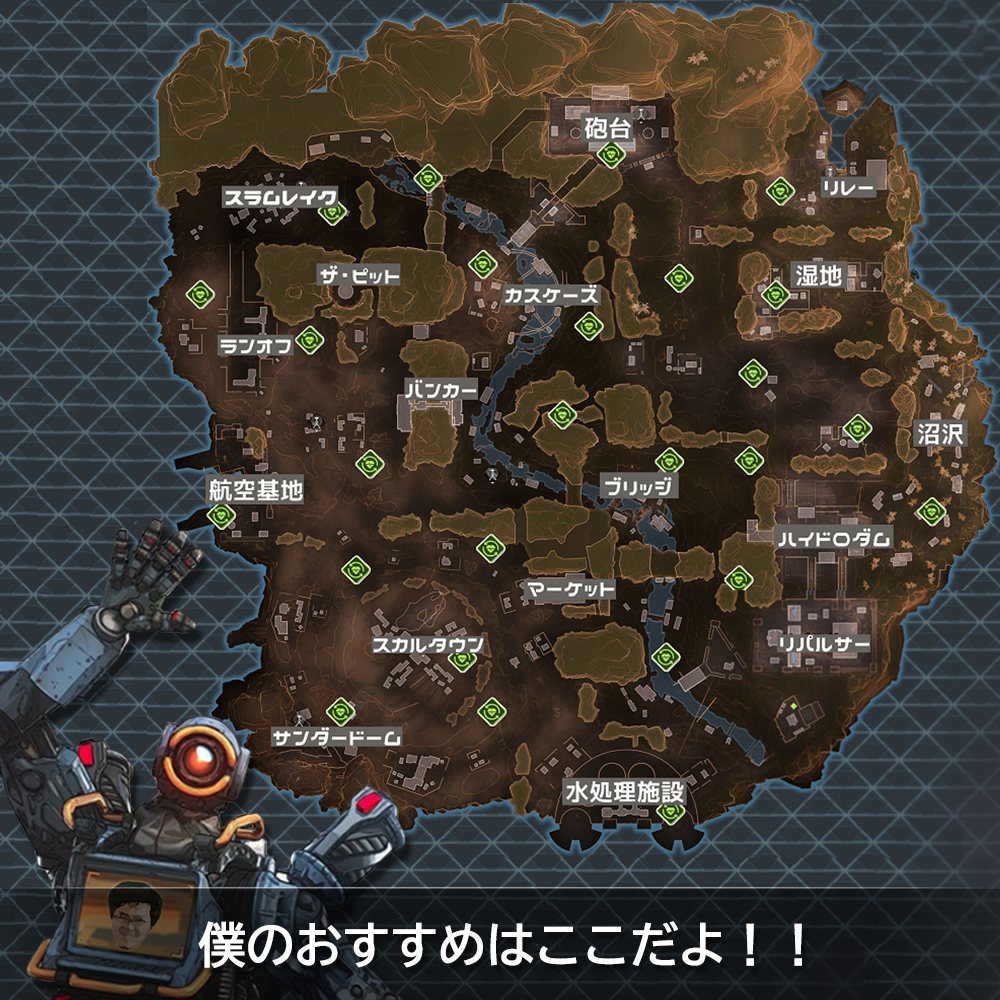 砲台
リレー
スラムレイク
ザ・ピット
湿地
カスケーズ
ランオフ
バンカー
沼沢
航空基地
ブリッジ
ハイドロダム
マーケット
スカルタウン
リパルサー
サンダードーム
水処理施設
僕のおすすめはここだよ！！